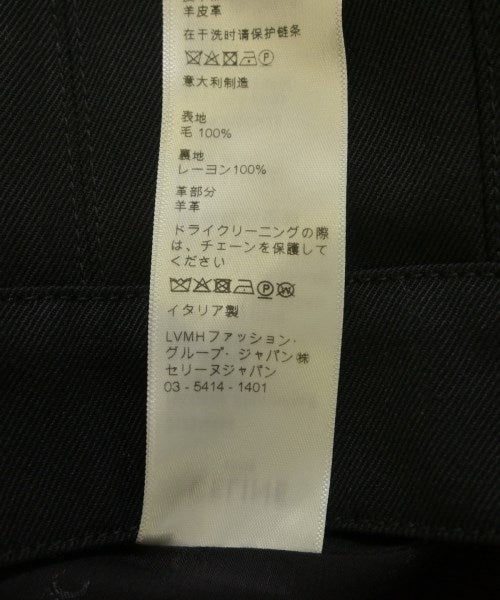 羊皮革
在干洗时请保护链条
意大利制造
表地
毛 100%
裏地
レーヨン100%
革部分
羊革
ドライクリーニングの際
は、チェーンを保護して
ください
イタリア製
LVMHファッション・
グループ・ジャパン㈱
セリーヌジャパン
03 - 5414 - 1401